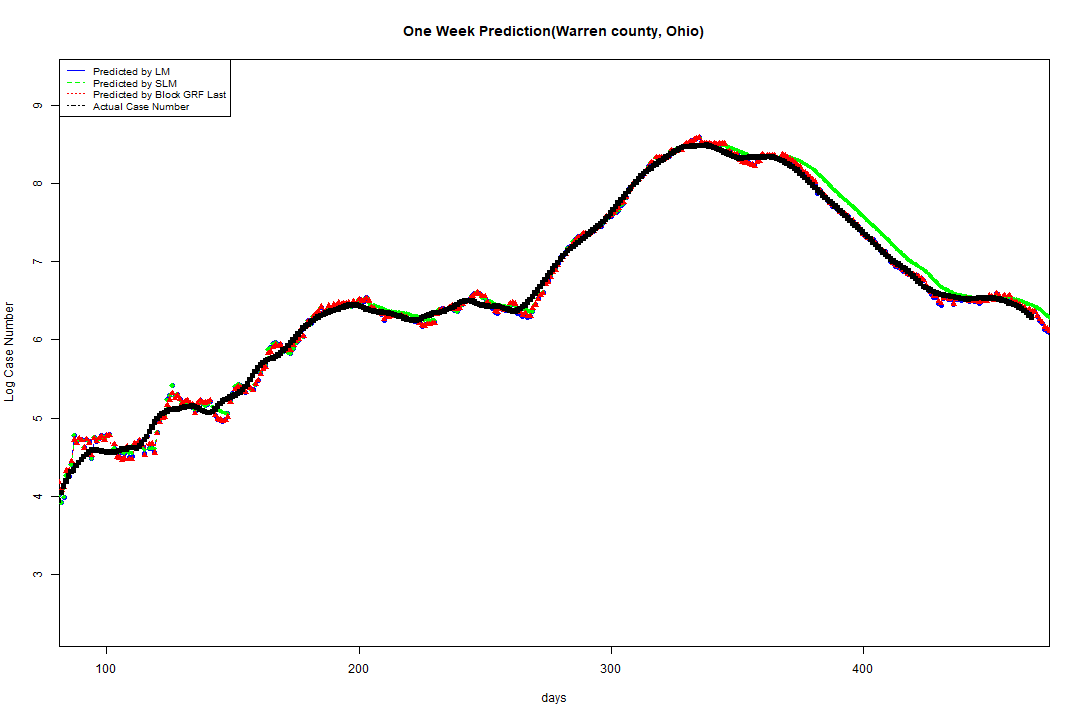 One Week Prediction(Warren county, Ohio)
Predicted by LM
Predicted by SLM
Predicted by Block GRF Last
Actual Case Number
9
8
7
6
5
4
3
Log Case Number
100 200 300 400
days